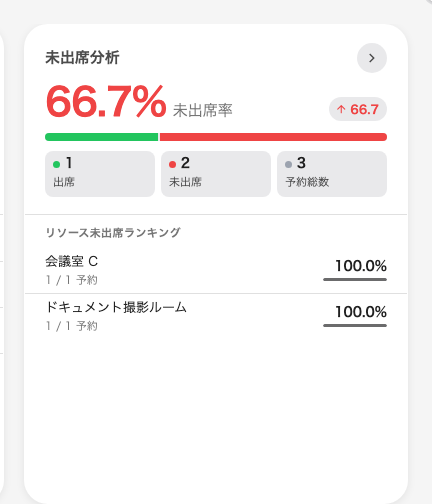 未出席分析
66.7% 未出席率
↑ 66.7
1
出席
2
未出席
3
予約総数
リソース未出席ランキング
会議室 C
1 / 1 予約
100.0%
ドキュメント撮影ルーム
1 / 1 予約
100.0%